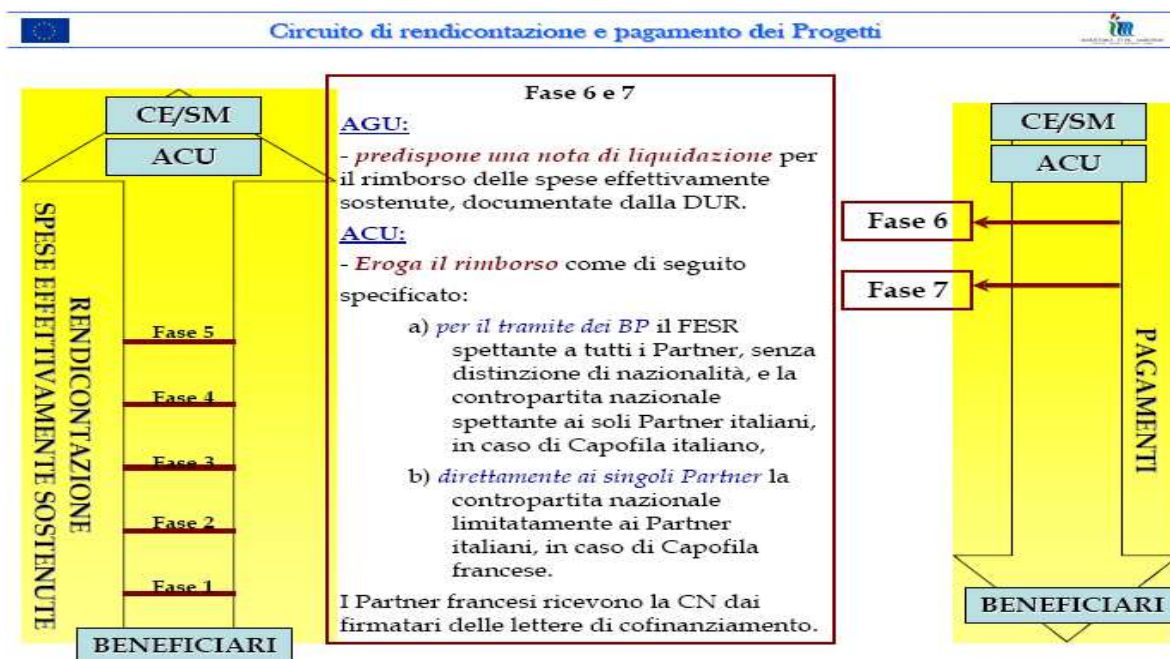 Circuito di rendicontazione e pagamento dei Progetti
CE/SM
ACU
SPESE EFFETTIVAMENTE SOSTENUTE
RENDICONTAZIONE
Fase 5
Fase 4
Fase 3
Fase 2
Fase 1
BENEFICIARI
Fase 6 e 7
AGU:
- predispone una nota di liquidazione per
il rimborso delle spese effettivamente
sostenute, documentate dalla DUR.
ACU:
- Eroga il rimborso come di seguito
specificato:
a) per il tramite dei BP il FESR
spettante a tutti i Partner, senza
distinzione di nazionalità, e la
contropartita nazionale
spettante ai soli Partner italiani,
in caso di Capofila italiano,
b) direttamente ai singoli Partner la
contropartita nazionale
limitatamente ai Partner
italiani, in caso di Capofila
francese.
I Partner francesi ricevono la CN dai
firmatari delle lettere di cofinanziamento.
CE/SM
ACU
Fase 6
Fase 7
PAGAMENTI
BENEFICIARI